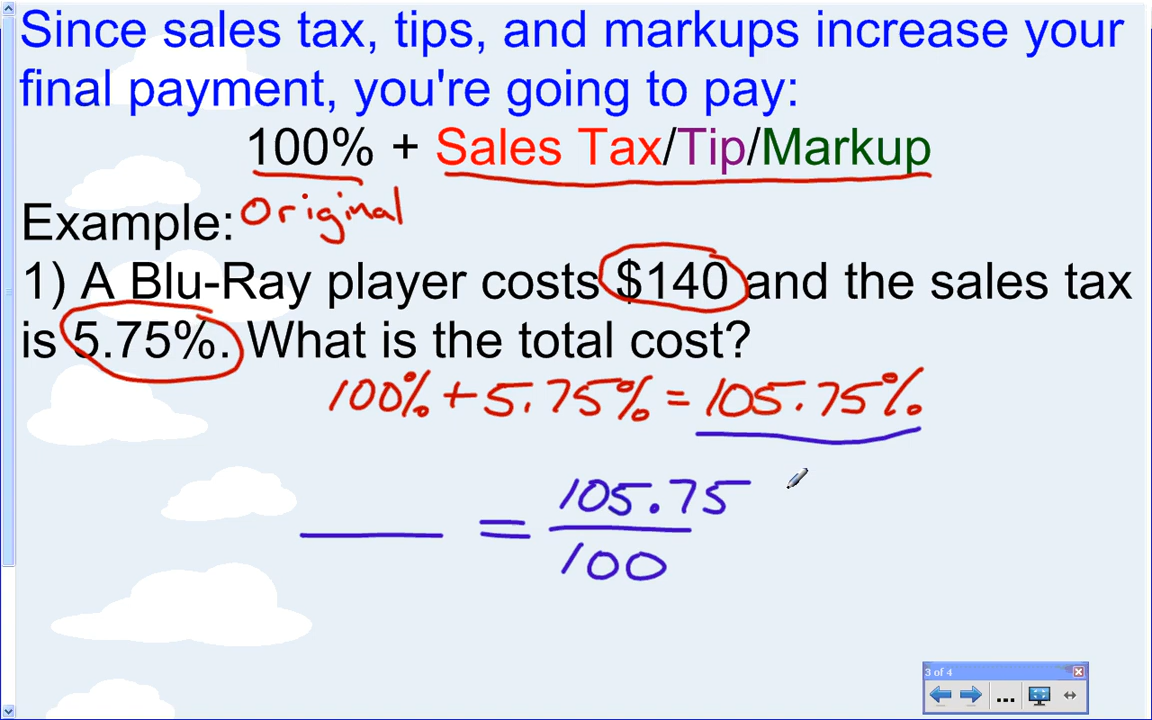 Since sales tax, tips, and markups increase your
final payment, you're going to pay:
100% + Sales Tax/Tip/Markup
Example: Original
1) A Blu-Ray player costs $140 and the sales tax
is 5.75%. What is the total cost?
100% + 5.75% = 105.75%
= 105.75
100
3 of 4
...